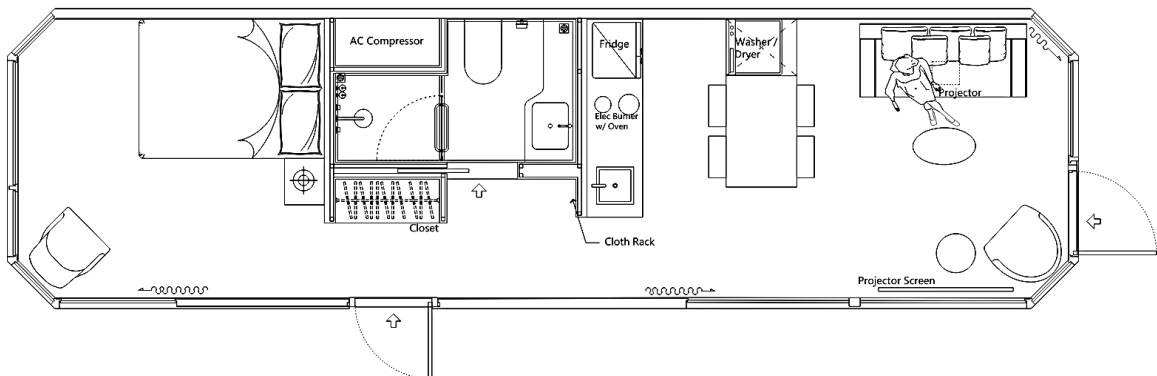 AC Compressor
Fridge
Washer /
Dryer
Projector
Elec Burner
w/ Oven
Closet
Cloth Rack
Projector Screen